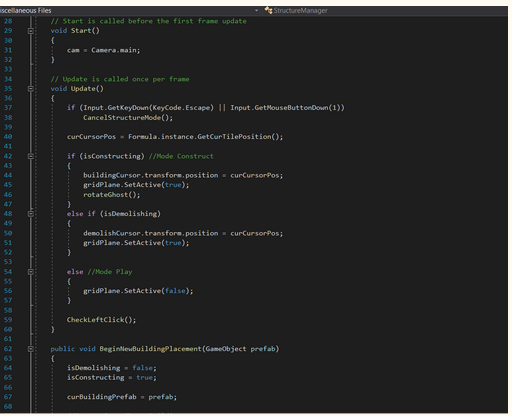 iscellaneous Files
StructureManager
28 // Start is called before the first frame update
29 void Start()
30 {
31 cam = Camera.main;
32 }
33
34 // Update is called once per frame
35 void Update()
36 {
37 if (Input.GetKeyDown(KeyCode.Escape) || Input.GetMouseButtonDown(1))
38 CancelStructureMode();
39
40 curCursorPos = Formula.instance.GetCurTilePosition();
41
42 if (isConstructing) //Mode Construct
43 {
44 buildingCursor.transform.position = curCursorPos;
45 gridPlane.SetActive(true);
46 rotateGhost();
47 }
48 else if (isDemolishing)
49 {
50 demolishCursor.transform.position = curCursorPos;
51 gridPlane.SetActive(true);
52 }
53
54 else //Mode Play
55 {
56 gridPlane.SetActive(false);
57 }
58
59 CheckLeftClick();
60 }
61
62 public void BeginNewBuildingPlacement(GameObject prefab)
63 {
64 isDemolishing = false;
65 isConstructing = true;
66
67 curBuildingPrefab = prefab;
68